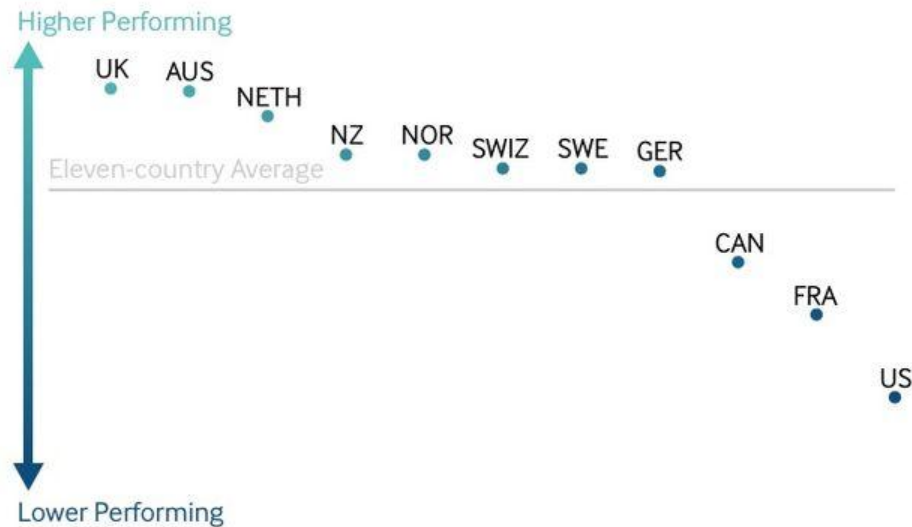 Higher Performing
UK
AUS
NETH
NZ
NOR
SWIZ
SWE
GER
Eleven-country Average
CAN
FRA
US
Lower Performing